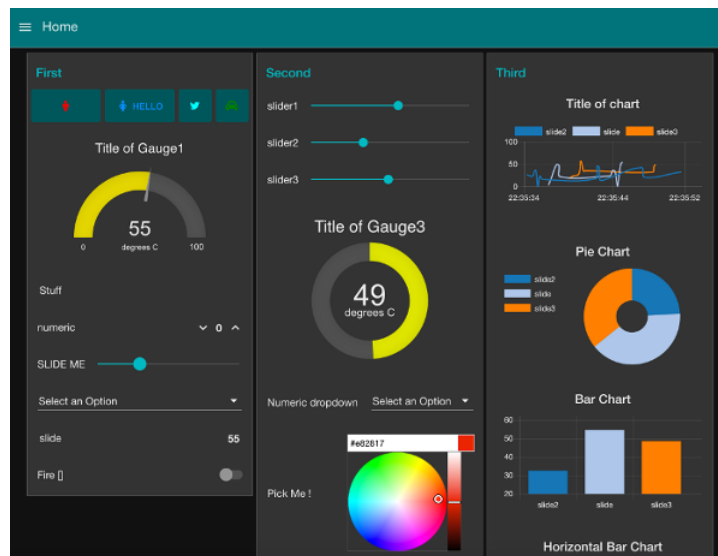 Home
First
HELLO
Title of Gauge1
55
degrees C
0
100
Stuff
numeric
0
SLIDE ME
Select an Option
slide
55
Fire []
Second
slider1
slider2
slider3
Title of Gauge3
49
degrees C
Numeric dropdown
Select an Option
#e82817
Pick Me !
Third
Title of chart
slide2 slide slide3
100
50
0
22:35:34 22:35:44 22:35:52
Pie Chart
slide2
slide
slide3
Bar Chart
60
50
40
30
20
slide2 slide slide3
Horizontal Bar Chart